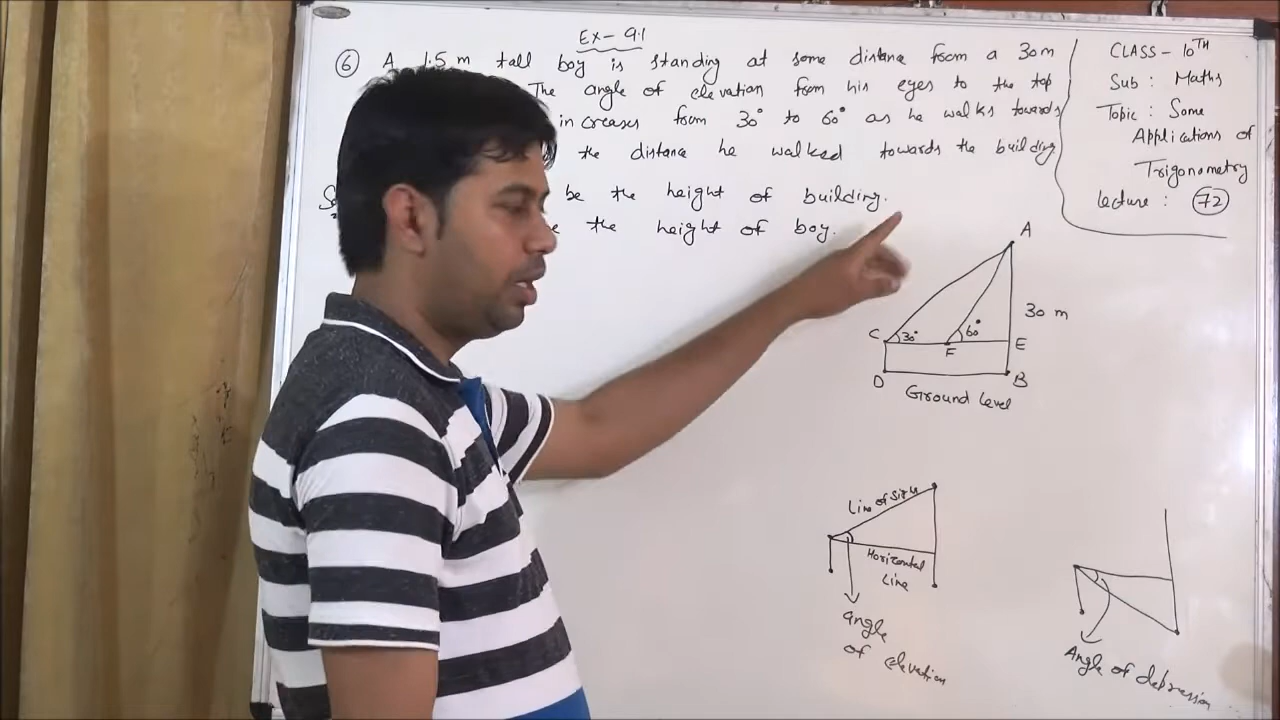 Ex - 9.1
⑥ A 1.5 m tall boy is standing at some distance from a 30 m
The angle of elevation from his eyes to the top
increases from 30° to 60° as he walks towards
the distance he walked towards the building
be the height of building.
the height of boy.
CLASS - 10TH
Sub : Maths
Topic : Some
Applications of
Trigonometry
Lecture : 72
A
30 m
C 30° 60° E
F
D B
Ground Level
Line of Sight
Horizontal
Line
angle
of elevation
Angle of depression